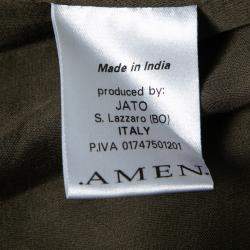 Made in India
produced by:
JATO
S. Lazzaro (BO)
ITALY
P.IVA 01747501201
.AMEN.